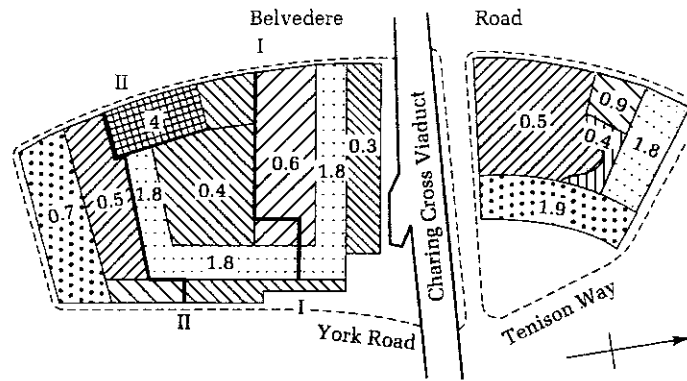 Belvedere Road
I
II
4
0.9
0.5
0.4
1.8
0.3
0.6
1.8
0.4
1.8
0.5
0.7
1.9
1.8
Charing Cross Viaduct
II
I
York Road
Tenison Way